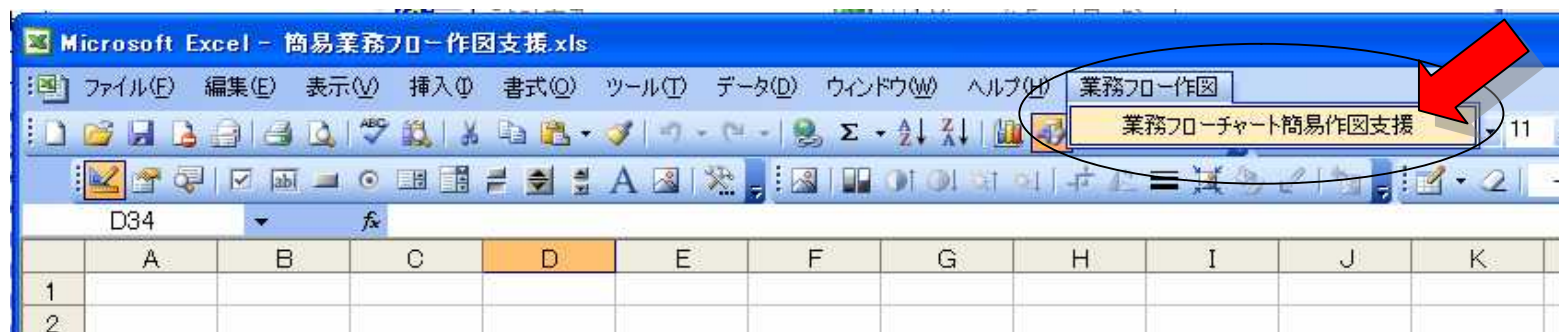 Microsoft Excel - 簡易業務フロー作図支援.xls
ファイル(F) 編集(E) 表示(V) 挿入(I) 書式(O) ツール(T) データ(D) ウィンドウ(W) ヘルプ(H) 業務フロー作図
業務フローチャート簡易作図支援
ABC Σ 11
abl A
D34 fx
A B C D E F G H I J K
1
2